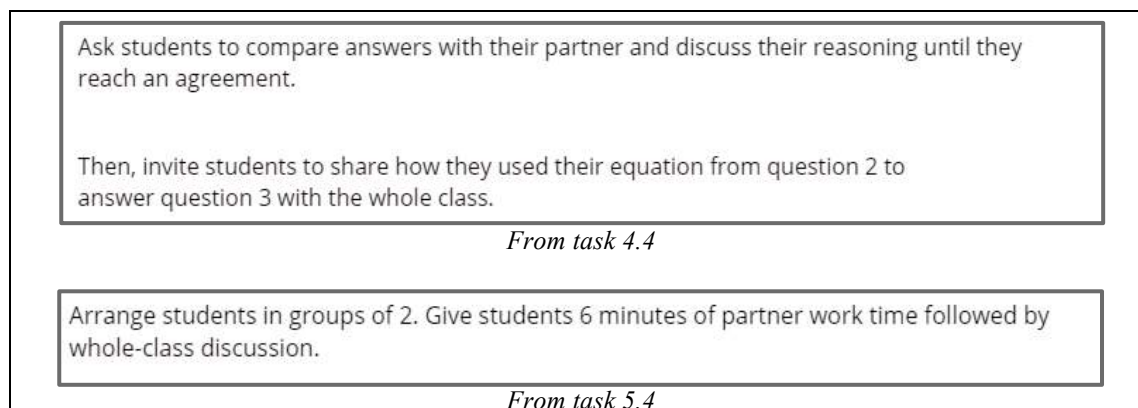 Ask students to compare answers with their partner and discuss their reasoning until they
reach an agreement.
Then, invite students to share how they used their equation from question 2 to
answer question 3 with the whole class.
From task 4.4
Arrange students in groups of 2. Give students 6 minutes of partner work time followed by
whole-class discussion.
From task 5.4